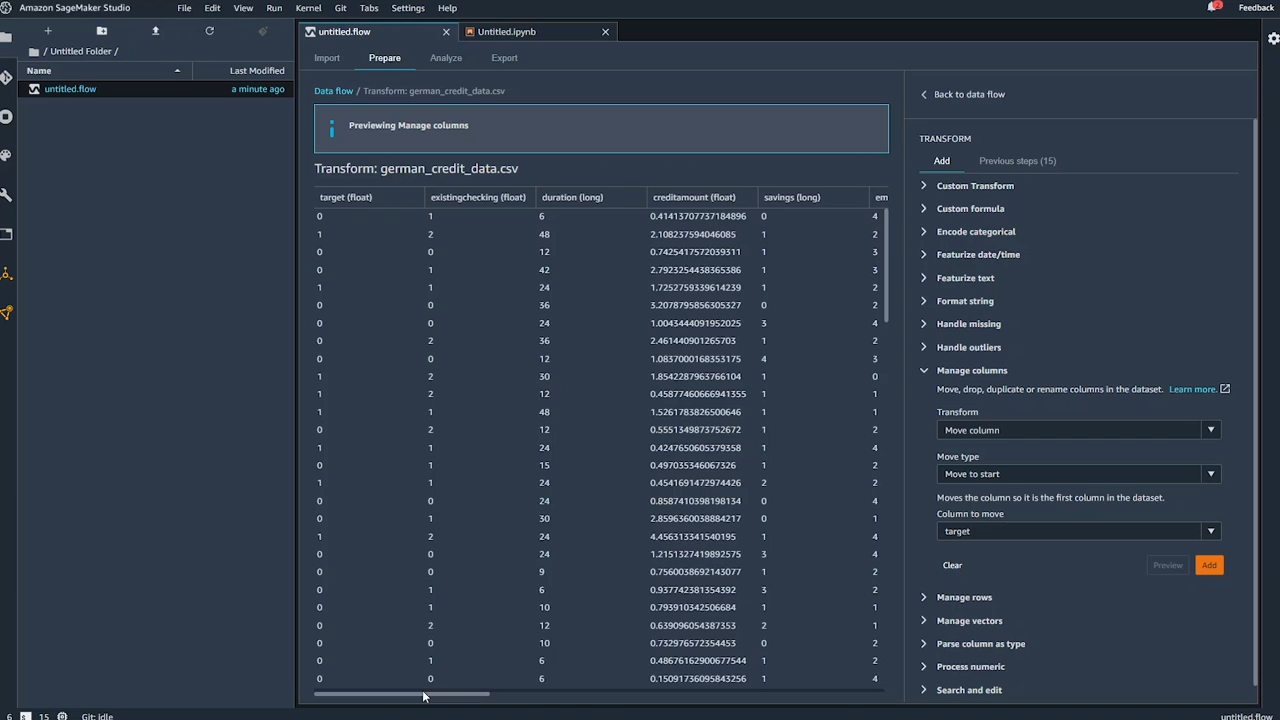 Amazon SageMaker Studio File Edit View Run Kernel Git Tabs Settings Help 2 Feedback
untitled.flow Untitled.ipynb
/ Untitled Folder /
Name Last Modified
untitled.flow a minute ago
Import Prepare Analyze Export
Data flow / Transform: german_credit_data.csv
Previewing Manage columns
Transform: german_credit_data.csv
target (float) existingchecking (float) duration (long) creditamount (float) savings (long) em
0 1 6 0.41413707737184896 0 4
1 2 48 2.108237594046085 1 2
0 0 12 0.7425417572039311 1 3
0 1 42 2.7923254438365386 1 3
1 1 24 1.7252759339614239 1 2
0 0 36 3.2078795856305327 0 2
0 0 24 1.0043444091952025 3 4
0 2 36 2.461440901265703 1 2
0 0 12 1.0837000168353175 4 3
1 2 30 1.8542287963766104 1 0
1 2 12 0.45877460666941355 1 1
1 1 48 1.5261783826500646 1 1
0 2 12 0.5551349873752672 1 2
1 1 24 0.4247650605379358 1 4
0 1 15 0.497035346067326 1 2
1 1 24 0.4541691472974426 2 2
0 0 24 0.8587410398198134 0 4
0 1 30 2.8596360038884217 0 1
1 2 24 4.456313341540195 1 4
0 0 24 1.2151327419892575 3 4
0 0 9 0.7560038692143077 1 2
0 1 6 0.937742381354392 3 2
0 1 10 0.793910342506684 1 1
0 2 12 0.639096054387353 2 1
0 0 10 0.732976572354453 0 2
0 1 6 0.48676162900677544 1 2
0 0 6 0.15091736095843256 1 4
Back to data flow
TRANSFORM
Add Previous steps (15)
Custom Transform
Custom formula
Encode categorical
Featurize date/time
Featurize text
Format string
Handle missing
Handle outliers
Manage columns
Move, drop, duplicate or rename columns in the dataset. Learn more.
Transform
Move column
Move type
Move to start
Moves the column so it is the first column in the dataset.
Column to move
target
Clear Preview Add
Manage rows
Manage vectors
Parse column as type
Process numeric
Search and edit
6 15 Git: idle untitled.flow